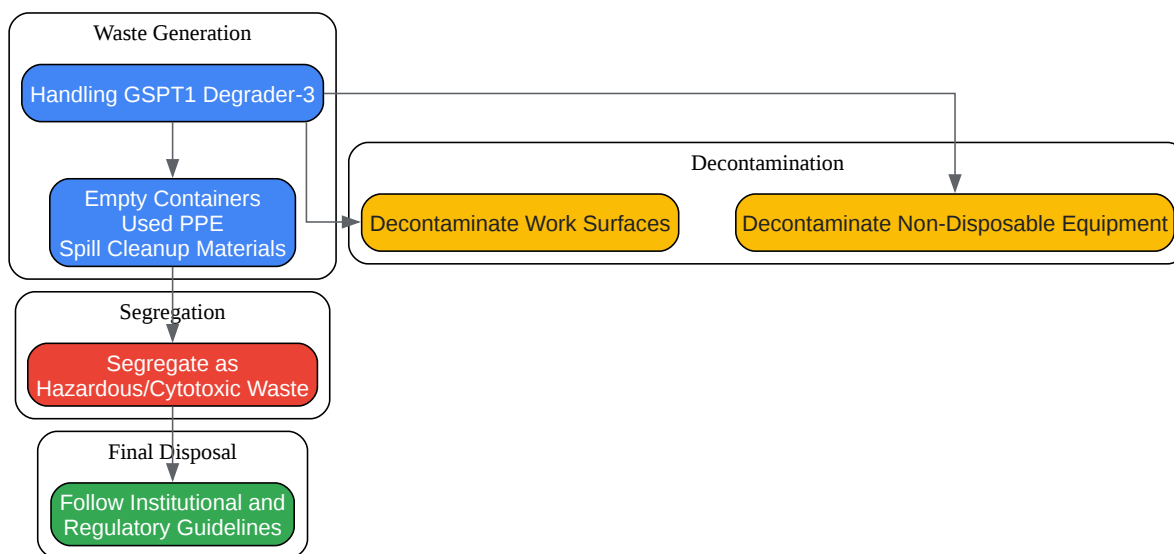 Waste Generation
Handling GSPT1 Degrader-3
Empty Containers
Used PPE
Spill Cleanup Materials
Decontamination
Decontaminate Work Surfaces
Decontaminate Non-Disposable Equipment
Segregation
Segregate as
Hazardous/Cytotoxic Waste
Final Disposal
Follow Institutional and
Regulatory Guidelines